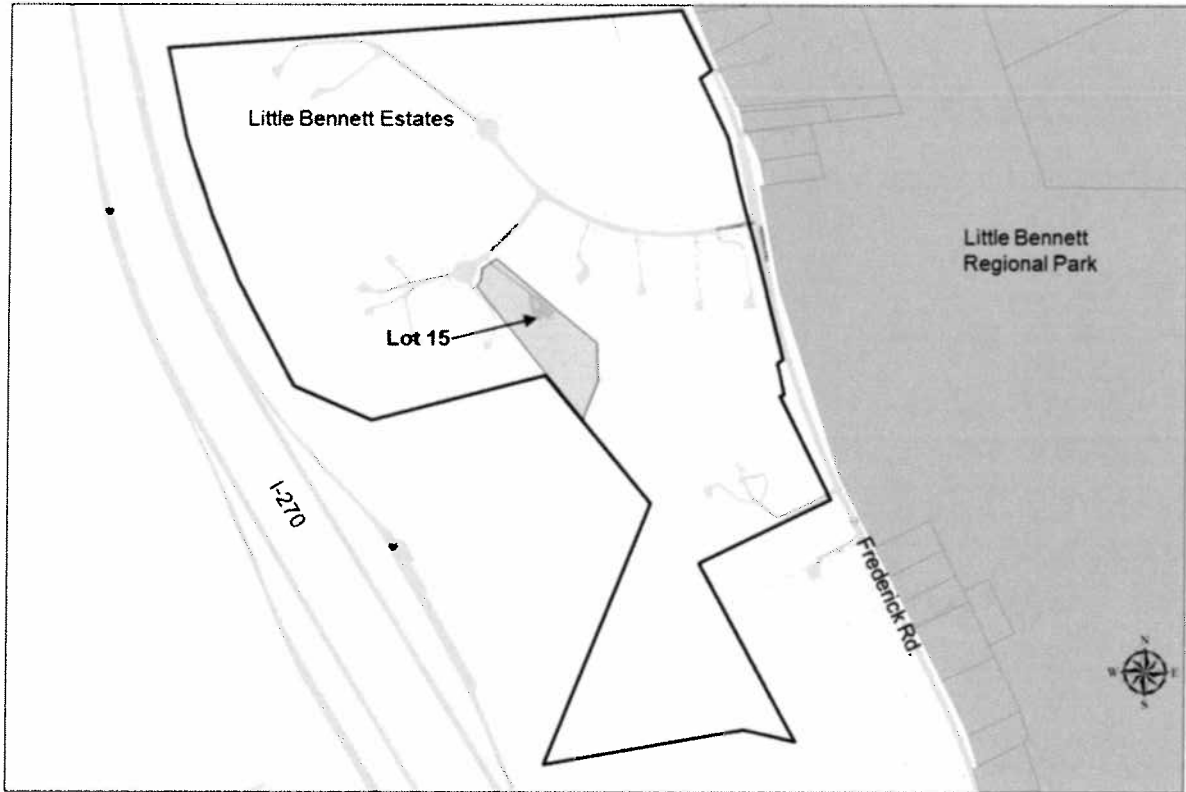 Little Bennett Estates
Little Bennett
Regional Park
Lot 15
I-270
Frederick Rd.
N
W
E
S